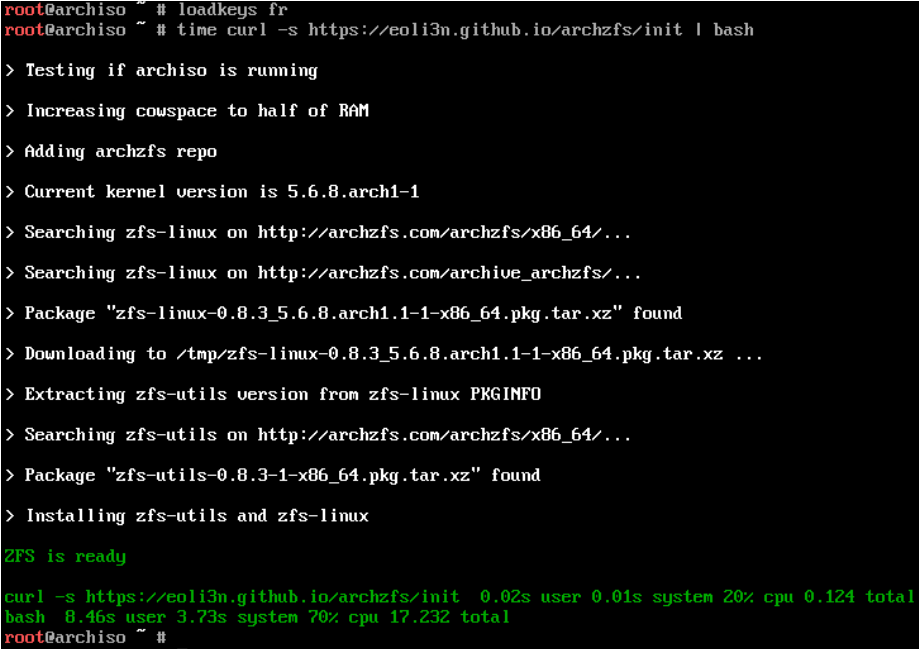 root@archiso ~ # loadkeys fr
root@archiso ~ # time curl -s https://eoli3n.github.io/archzfs/init | bash
> Testing if archiso is running
> Increasing cowspace to half of RAM
> Adding archzfs repo
> Current kernel version is 5.6.8.arch1-1
> Searching zfs-linux on http://archzfs.com/archzfs/x86_64/...
> Searching zfs-linux on http://archzfs.com/archive_archzfs/...
> Package "zfs-linux-0.8.3_5.6.8.arch1.1-1-x86_64.pkg.tar.xz" found
> Downloading to /tmp/zfs-linux-0.8.3_5.6.8.arch1.1-1-x86_64.pkg.tar.xz ...
> Extracting zfs-utils version from zfs-linux PKGINFO
> Searching zfs-utils on http://archzfs.com/archzfs/x86_64/...
> Package "zfs-utils-0.8.3-1-x86_64.pkg.tar.xz" found
> Installing zfs-utils and zfs-linux
ZFS is ready
curl -s https://eoli3n.github.io/archzfs/init  0.02s user 0.01s system 20% cpu 0.124 total
bash  8.46s user 3.73s system 70% cpu 17.232 total
root@archiso ~ #